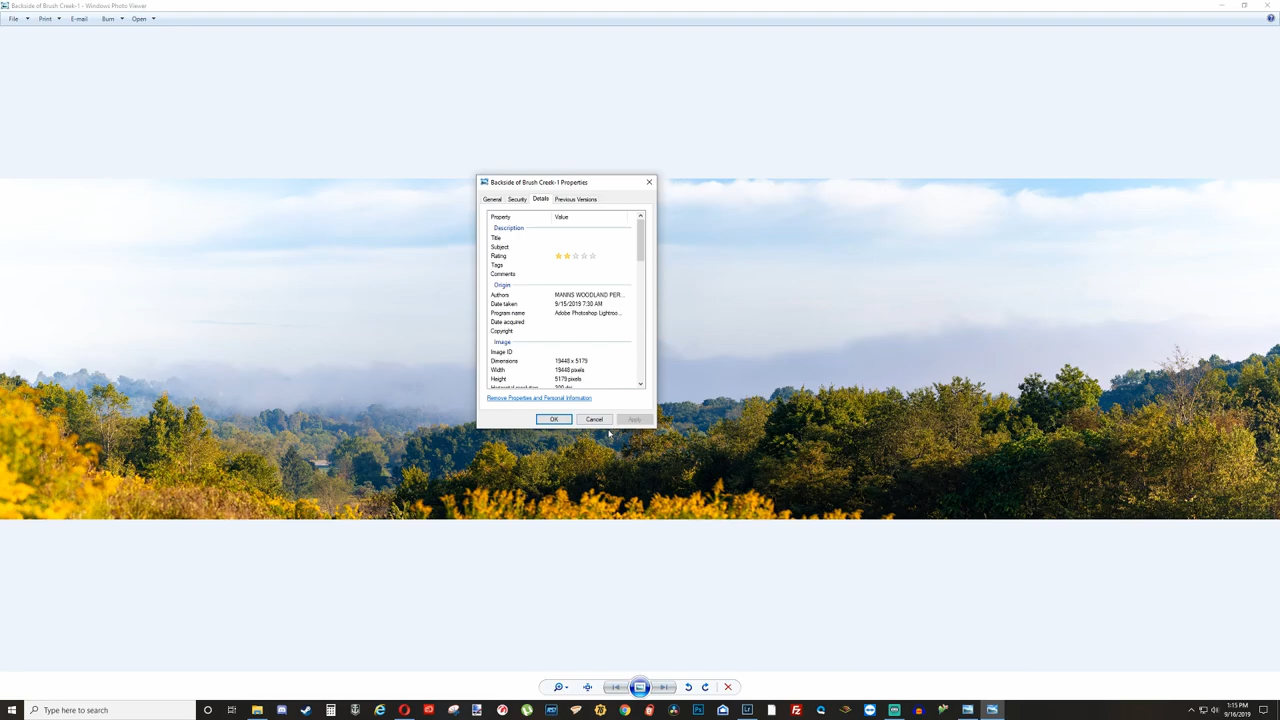 Backside of Brush Creek-1 - Windows Photo Viewer
File Print E-mail Burn Open
Backside of Brush Creek-1 Properties
General Security Details Previous Versions
Property Value
Description
Title
Subject
Rating
Tags
Comments
Origin
Authors MANNS WOODLAND PER...
Date taken 9/15/2019 7:30 AM
Program name Adobe Photoshop Lightroo...
Date acquired
Copyright
Image
Image ID
Dimensions 19448 x 5179
Width 19448 pixels
Height 5179 pixels
Remove Properties and Personal Information
OK Cancel Apply
Type here to search
1:15 PM
9/16/2019